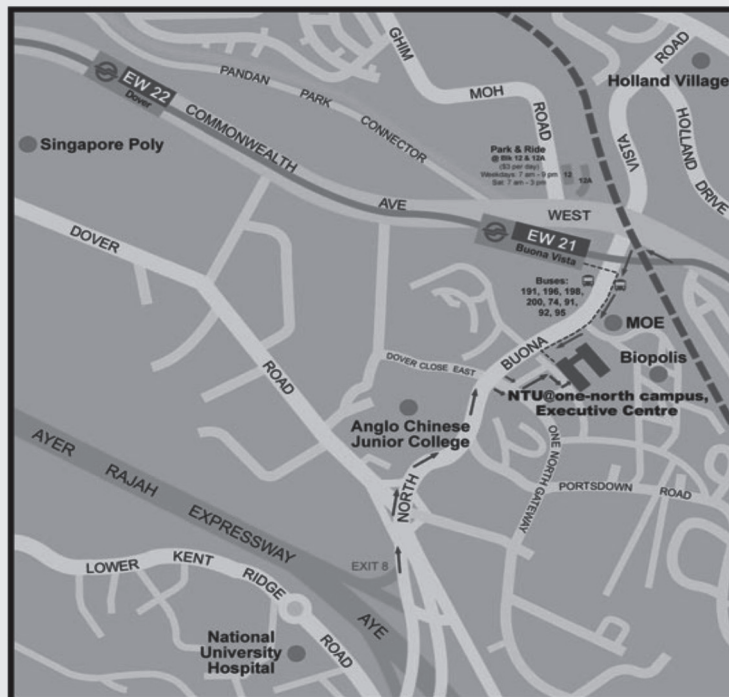 GHIM
MOH
ROAD
ROAD
Holland Village
HOLLAND DRIVE
VISTA
EW 22
Dover
PANDAN PARK CONNECTOR
Singapore Poly
COMMONWEALTH
AVE
WEST
Park & Ride
@ Blk 12 & 12A
($3 per day)
Weekdays: 7 am - 9 pm
Sat: 7 am - 3 pm
12
12A
EW 21
Buona Vista
Buses:
191, 196, 198,
200, 74, 91,
92, 95
DOVER
ROAD
MOE
BUONA
Biopolis
DOVER CLOSE EAST
NTU@one-north campus,
Executive Centre
Anglo Chinese
Junior College
ONE NORTH GATEWAY
PORTSDOWN ROAD
NORTH
AYER RAJAH EXPRESSWAY
AYE
EXIT 8
LOWER KENT RIDGE ROAD
National
University
Hospital